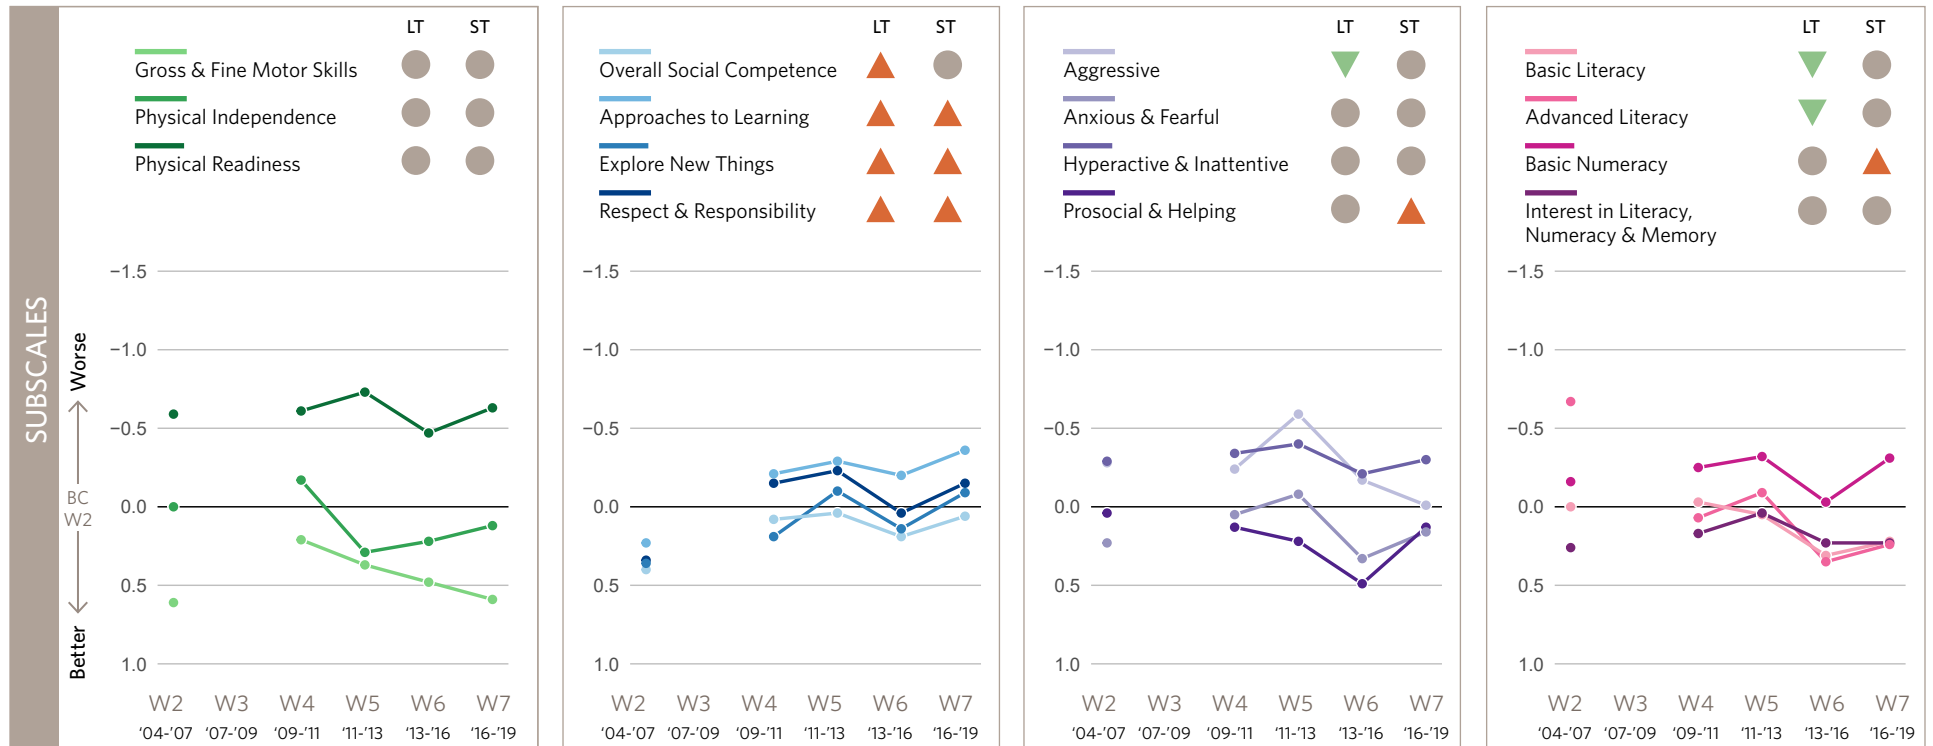 SUBSCALES
Worse
BC
W2
Better
LT ST
Gross & Fine Motor Skills
Physical Independence
Physical Readiness
−1.5
−1.0
−0.5
0.0
0.5
1.0
W2 W3 W4 W5 W6 W7
‘04-’07 ‘07-’09 ‘09-’11 ‘11-’13 ‘13-’16 ‘16-’19
LT ST
Overall Social Competence
Approaches to Learning
Explore New Things
Respect & Responsibility
−1.5
−1.0
−0.5
0.0
0.5
1.0
W2 W3 W4 W5 W6 W7
‘04-’07 ‘07-’09 ‘09-’11 ‘11-’13 ‘13-’16 ‘16-’19
LT ST
Aggressive
Anxious & Fearful
Hyperactive & Inattentive
Prosocial & Helping
−1.5
−1.0
−0.5
0.0
0.5
1.0
W2 W3 W4 W5 W6 W7
‘04-’07 ‘07-’09 ‘09-’11 ‘11-’13 ‘13-’16 ‘16-’19
LT ST
Basic Literacy
Advanced Literacy
Basic Numeracy
Interest in Literacy,
Numeracy & Memory
−1.5
−1.0
−0.5
0.0
0.5
1.0
W2 W3 W4 W5 W6 W7
‘04-’07 ‘07-’09 ‘09-’11 ‘11-’13 ‘13-’16 ‘16-’19